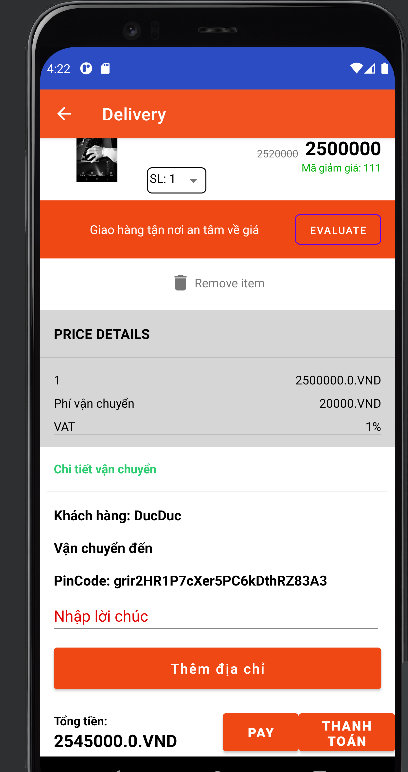 4:22
Delivery
2520000 2500000
Mã giảm giá: 111
SL: 1
Giao hàng tận nơi an tâm về giá
EVALUATE
Remove item
PRICE DETAILS
1 2500000.0.VND
Phí vận chuyển 20000.VND
VAT 1%
Chi tiết vận chuyển
Khách hàng: DucDuc
Vận chuyển đến
PinCode: grir2HR1P7cXer5PC6kDthRZ83A3
Nhập lời chúc
Thêm địa chỉ
Tổng tiền:
2545000.0.VND
PAY
THANH
TOÁN